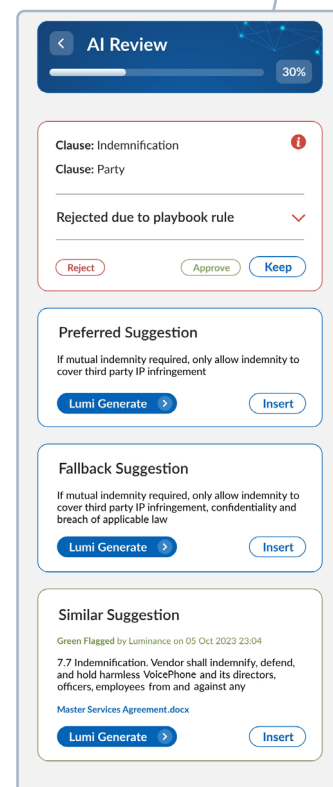 AI Review
30%
Clause: Indemnification
Clause: Party
Rejected due to playbook rule
Reject Approve Keep
Preferred Suggestion
If mutual indemnity required, only allow indemnity to
cover third party IP infringement
Lumi Generate Insert
Fallback Suggestion
If mutual indemnity required, only allow indemnity to
cover third party IP infringement, confidentiality and
breach of applicable law
Lumi Generate Insert
Similar Suggestion
Green Flagged by Luminance on 05 Oct 2023 23:04
7.7 Indemnification. Vendor shall indemnify, defend,
and hold harmless VoicePhone and its directors,
officers, employees from and against any
Master Services Agreement.docx
Lumi Generate Insert